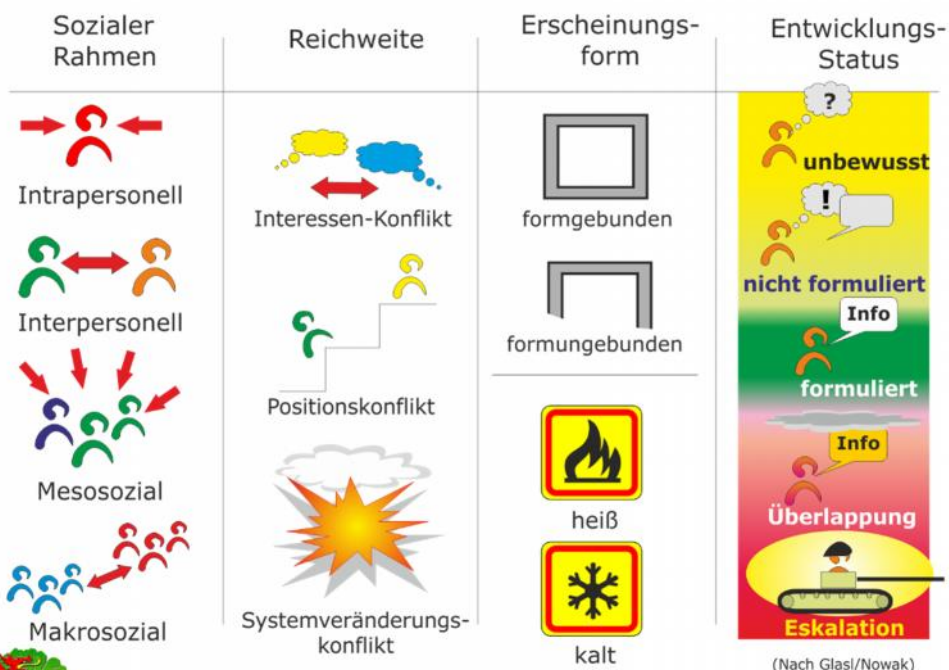 Sozialer
Rahmen
Intrapersonell
Interpersonell
Mesosozial
Makrosozial
Reichweite
Interessen-Konflikt
Positionskonflikt
Systemveränderungs-
konflikt
Erscheinungs-
form
formgebunden
formungebunden
heiß
kalt
Entwicklungs-
Status
?
unbewusst
!
nicht formuliert
Info
formuliert
Info
Überlappung
Eskalation
(Nach Glasl/Nowak)